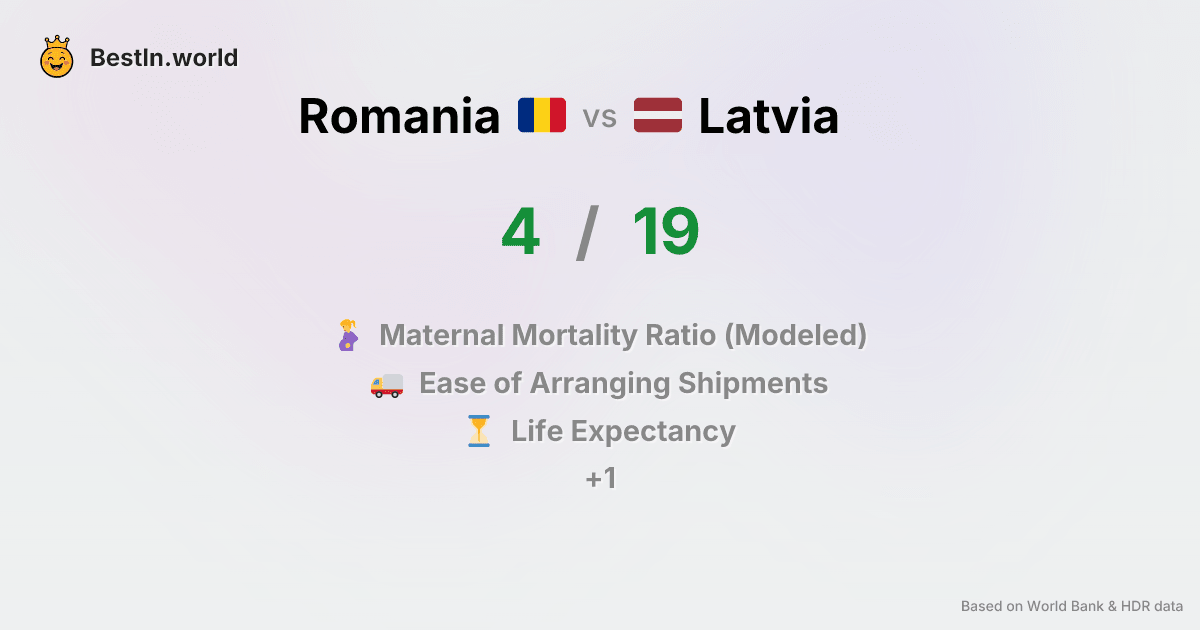 BestIn.world
Romania vs Latvia
4 / 19
Maternal Mortality Ratio (Modeled)
Ease of Arranging Shipments
Life Expectancy
+1
Based on World Bank & HDR data